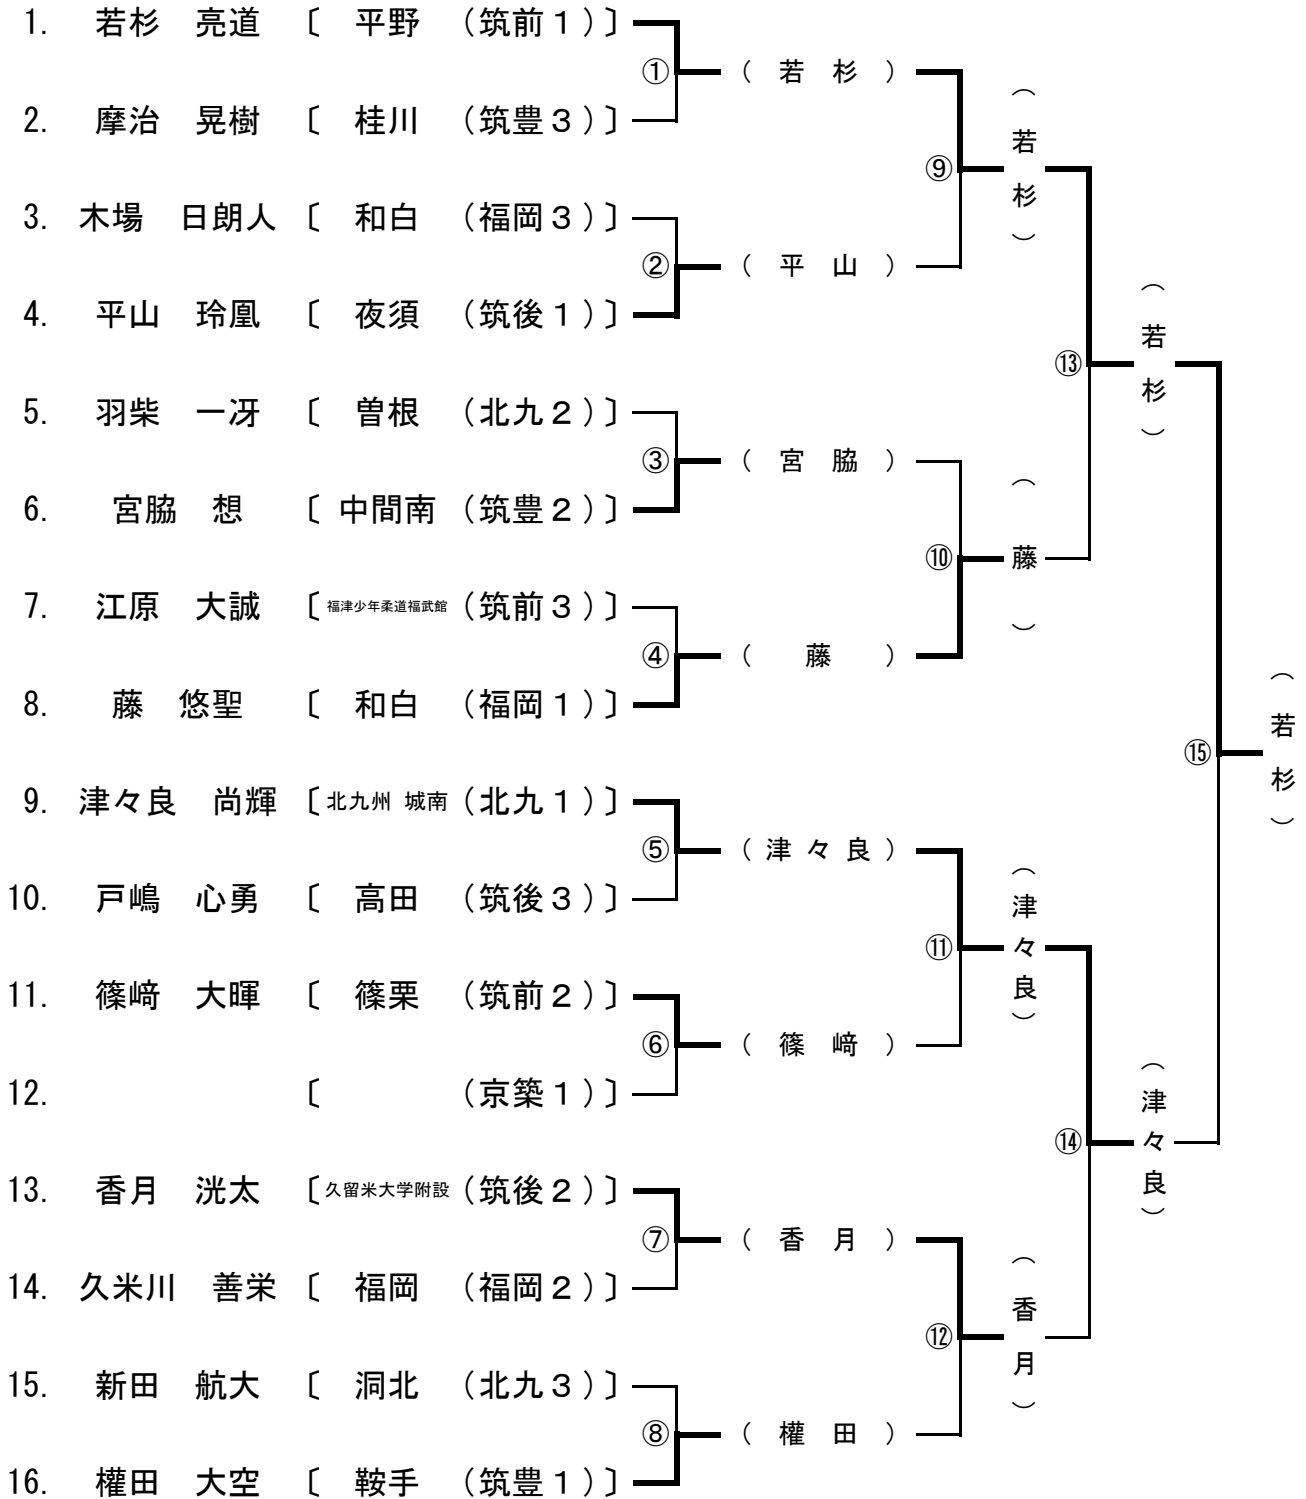 1. 若杉 亮道 〔 平野 (筑前1)〕
① ( 若 杉 )
2. 摩治 晃樹 〔 桂川 (筑豊3)〕
⑨ (若杉)
3. 木場 日朗人 〔 和白 (福岡3)〕
② ( 平 山 )
4. 平山 玲凰 〔 夜須 (筑後1)〕
⑬ (若杉)
5. 羽柴 一冴 〔 曽根 (北九2)〕
③ ( 宮 脇 )
6. 宮脇 想 〔 中間南 (筑豊2)〕
⑩ (藤)
7. 江原 大誠 〔 福津少年柔道福武館 (筑前3)〕
④ ( 藤 )
8. 藤 悠聖 〔 和白 (福岡1)〕
⑮ (若杉)
9. 津々良 尚輝 〔 北九州 城南 (北九1)〕
⑤ ( 津 々 良 )
10. 戸嶋 心勇 〔 高田 (筑後3)〕
⑪ (津々良)
11. 篠﨑 大暉 〔 篠栗 (筑前2)〕
⑥ ( 篠 﨑 )
12. 〔 (京築1)〕
⑭ (津々良)
13. 香月 洸太 〔 久留米大学附設 (筑後2)〕
⑦ ( 香 月 )
14. 久米川 善栄 〔 福岡 (福岡2)〕
⑫ (香月)
15. 新田 航大 〔 洞北 (北九3)〕
⑧ ( 權 田 )
16. 權田 大空 〔 鞍手 (筑豊1)〕